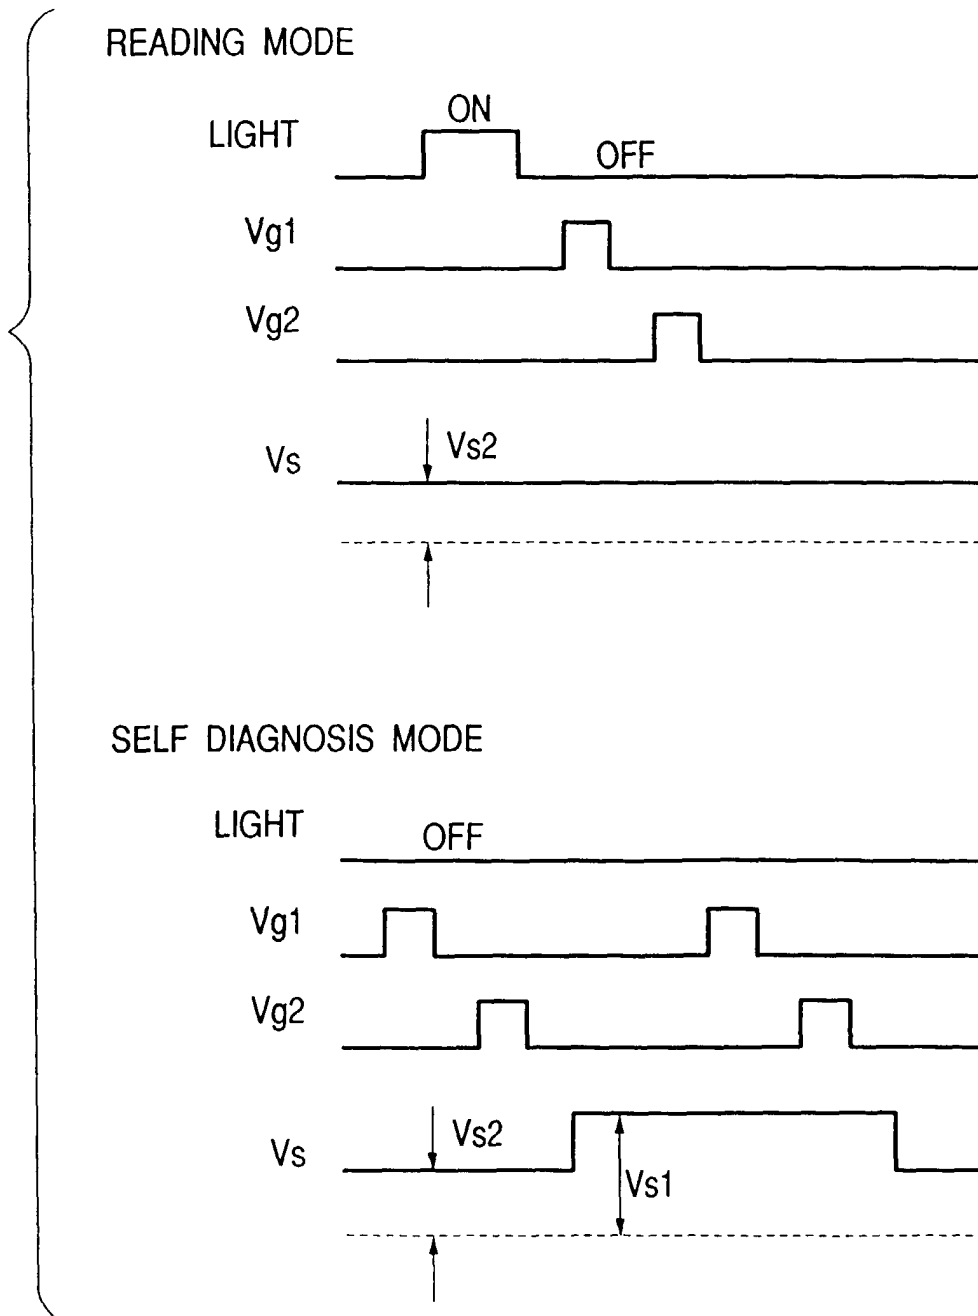 READING MODE
ON
LIGHT
OFF
Vg1
Vg2
Vs2
Vs
SELF DIAGNOSIS MODE
LIGHT
OFF
Vg1
Vg2
Vs2
Vs
Vs1